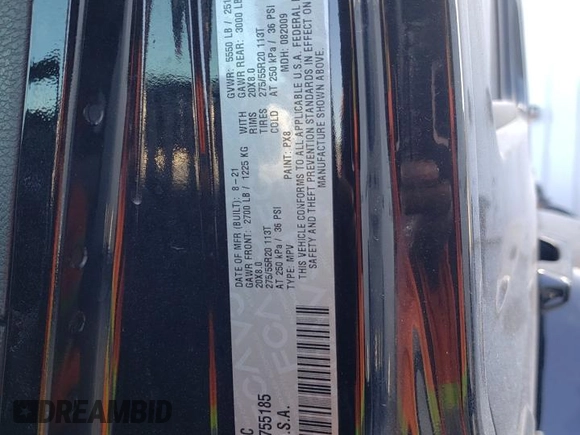 DATE OF MFR (BUILT): 8-21 GVWR: 5550 LB / 251
GAWR FRONT: 2700 LB / 1225 KG WITH GAWR REAR: 3000 LB
20X8.0 RIMS 20X8.0
275/55R20 113T TIRES 275/55R20 113T
AT 250 kPa / 36 PSI COLD AT 250 kPa / 36 PSI
TYPE: MPV PAINT: PX8 MDH: 082009
THIS VEHICLE CONFORMS TO ALL APPLICABLE U.S.A. FEDERAL
SAFETY AND THEFT PREVENTION STANDARDS IN EFFECT ON
MANUFACTURE SHOWN ABOVE.
C
755185
.S.A.
DREAMBID